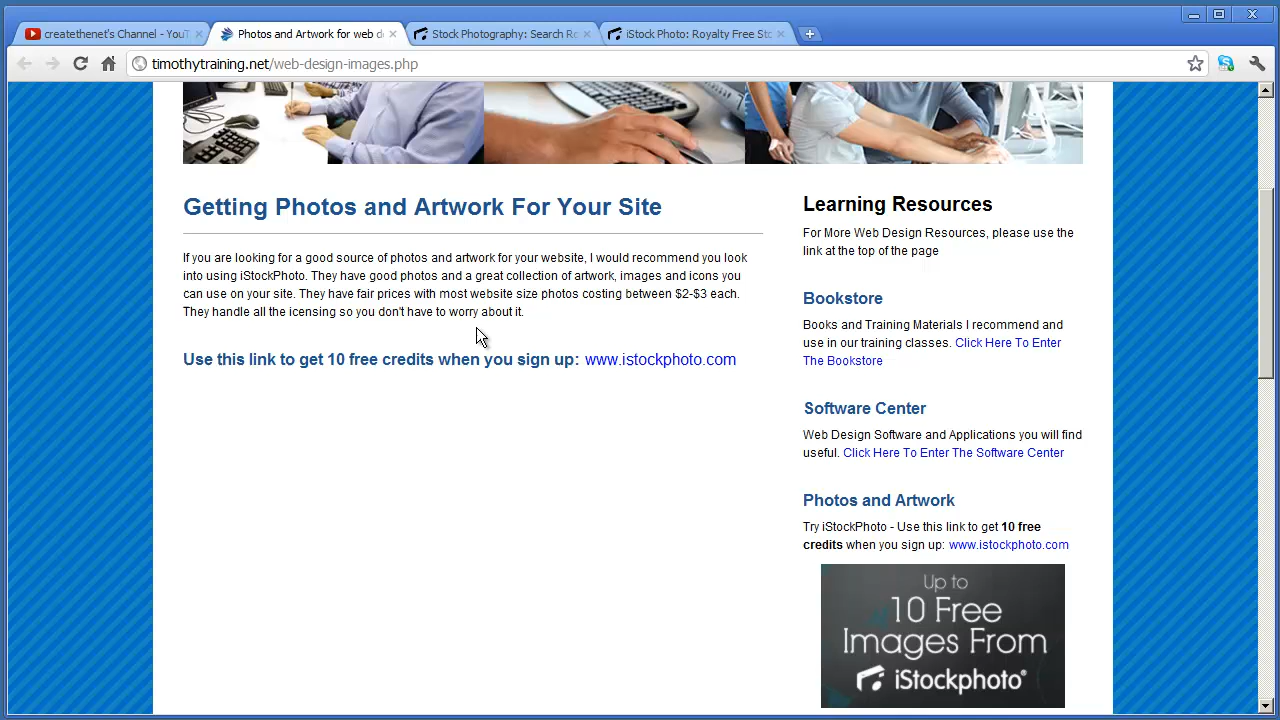 createthenet's Channel - YouT
Photos and Artwork for web d
Stock Photography: Search Ro
iStock Photo: Royalty Free Sto
timothytraining.net/web-design-images.php
Getting Photos and Artwork For Your Site
If you are looking for a good source of photos and artwork for your website, I would recommend you look
into using iStockPhoto. They have good photos and a great collection of artwork, images and icons you
can use on your site. They have fair prices with most website size photos costing between $2-$3 each.
They handle all the icensing so you don't have to worry about it.
Use this link to get 10 free credits when you sign up: www.istockphoto.com
Learning Resources
For More Web Design Resources, please use the
link at the top of the page
Bookstore
Books and Training Materials I recommend and
use in our training classes. Click Here To Enter
The Bookstore
Software Center
Web Design Software and Applications you will find
useful. Click Here To Enter The Software Center
Photos and Artwork
Try iStockPhoto - Use this link to get 10 free
credits when you sign up: www.istockphoto.com
Up to
10 Free
Images From
iStockphoto®